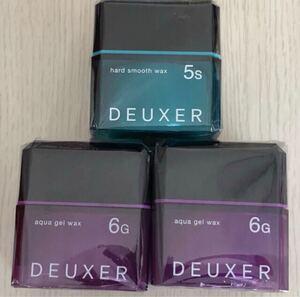 hard smooth wax 5s
DEUXER
aqua gel wax 6G
DEUXER
aqua gel wax 6G
DEUXER